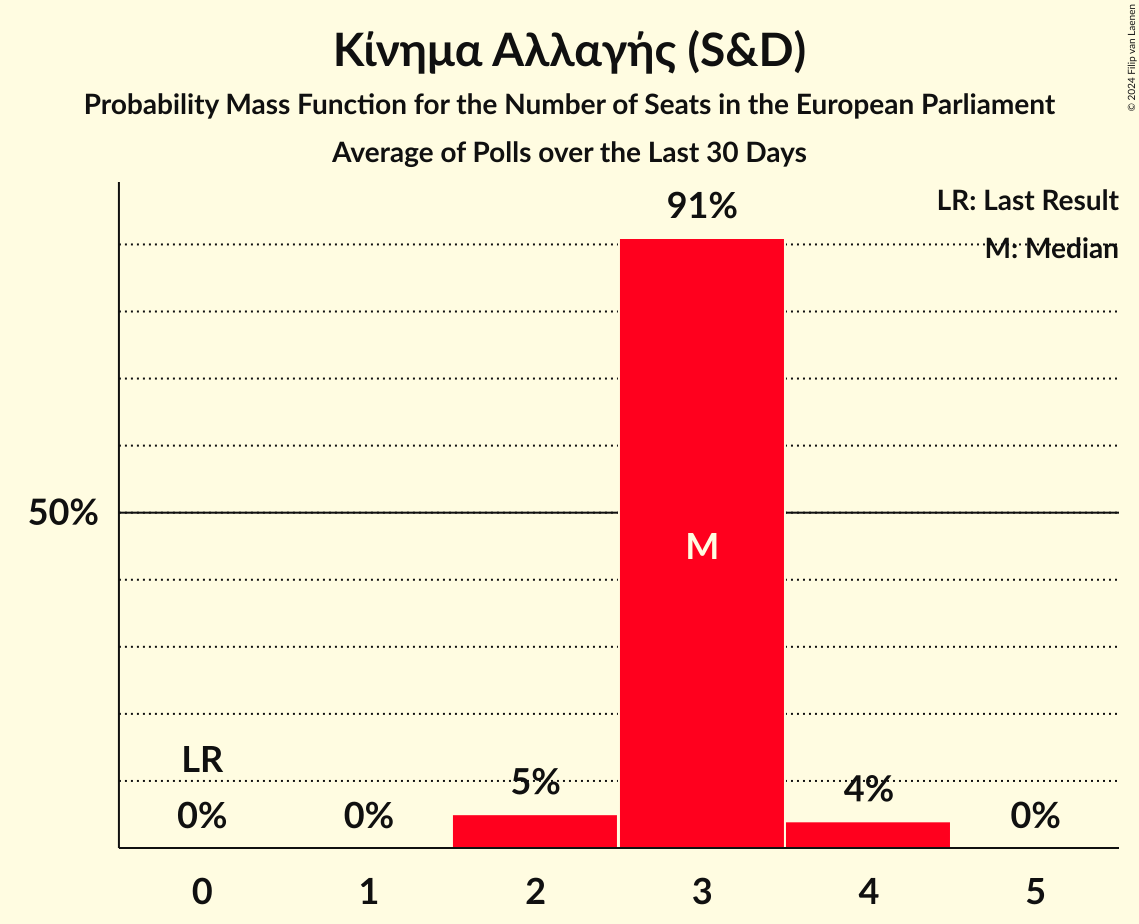 Κίνημα Αλλαγής (S&D)
Probability Mass Function for the Number of Seats in the European Parliament
Average of Polls over the Last 30 Days
© 2024 Filip van Laenen
LR: Last Result
M: Median
91%
50%
M
LR
0%
0%
5%
4%
0%
0 1 2 3 4 5